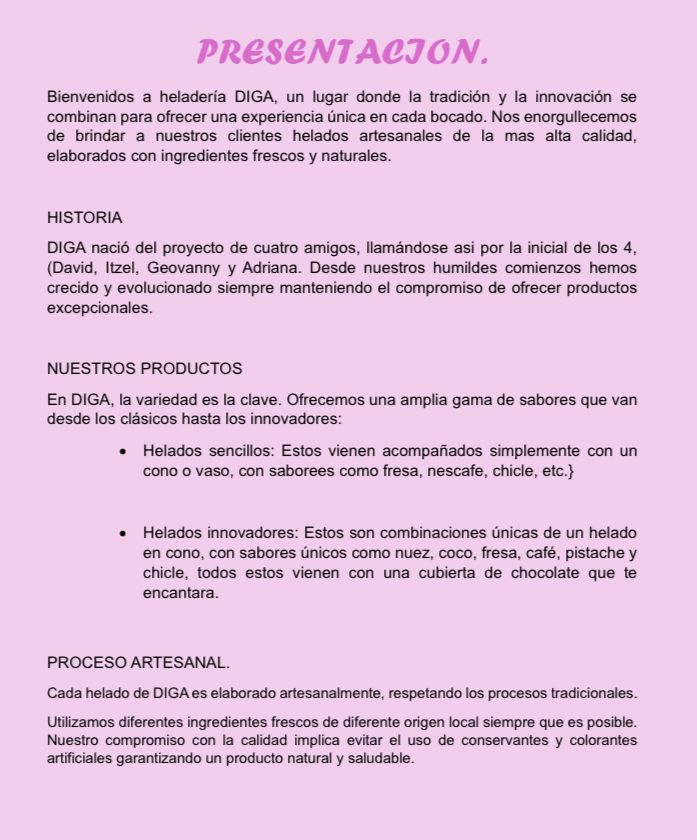 PRESENTACION.
Bienvenidos a heladería DIGA, un lugar donde la tradición y la innovación se
combinan para ofrecer una experiencia única en cada bocado. Nos enorgullecemos
de brindar a nuestros clientes helados artesanales de la mas alta calidad,
elaborados con ingredientes frescos y naturales.
HISTORIA
DIGA nació del proyecto de cuatro amigos, llamándose asi por la inicial de los 4,
(David, Itzel, Geovanny y Adriana. Desde nuestros humildes comienzos hemos
crecido y evolucionado siempre manteniendo el compromiso de ofrecer productos
excepcionales.
NUESTROS PRODUCTOS
En DIGA, la variedad es la clave. Ofrecemos una amplia gama de sabores que van
desde los clásicos hasta los innovadores:
• Helados sencillos: Estos vienen acompañados simplemente con un
cono o vaso, con saborees como fresa, nescafe, chicle, etc.}
• Helados innovadores: Estos son combinaciones únicas de un helado
en cono, con sabores únicos como nuez, coco, fresa, café, pistache y
chicle, todos estos vienen con una cubierta de chocolate que te
encantara.
PROCESO ARTESANAL.
Cada helado de DIGA es elaborado artesanalmente, respetando los procesos tradicionales.
Utilizamos diferentes ingredientes frescos de diferente origen local siempre que es posible.
Nuestro compromiso con la calidad implica evitar el uso de conservantes y colorantes
artificiales garantizando un producto natural y saludable.